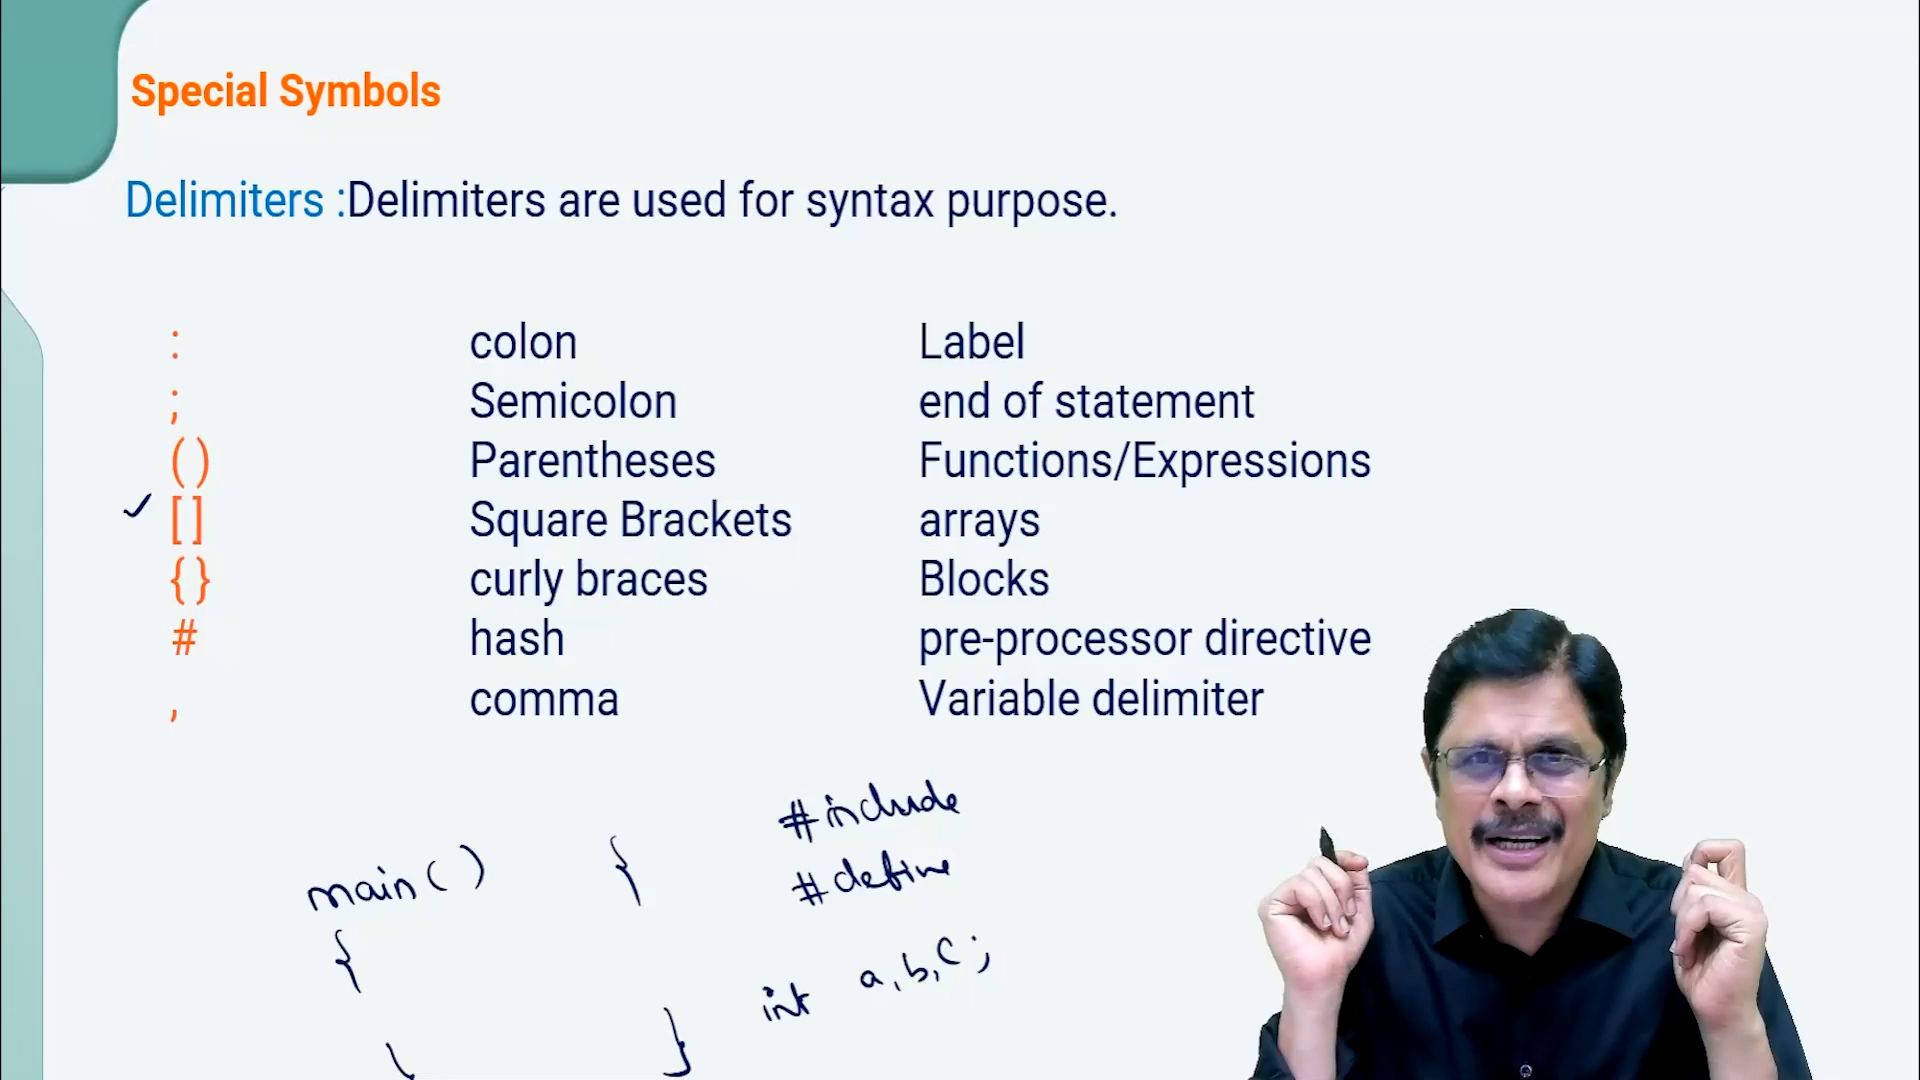 Special Symbols
Delimiters :Delimiters are used for syntax purpose.
: colon Label
; Semicolon end of statement
( ) Parentheses Functions/Expressions
[ ] Square Brackets arrays
{ } curly braces Blocks
# hash pre-processor directive
, comma Variable delimiter
#include
main ( ) { #define
{
int a, b, c ;
}